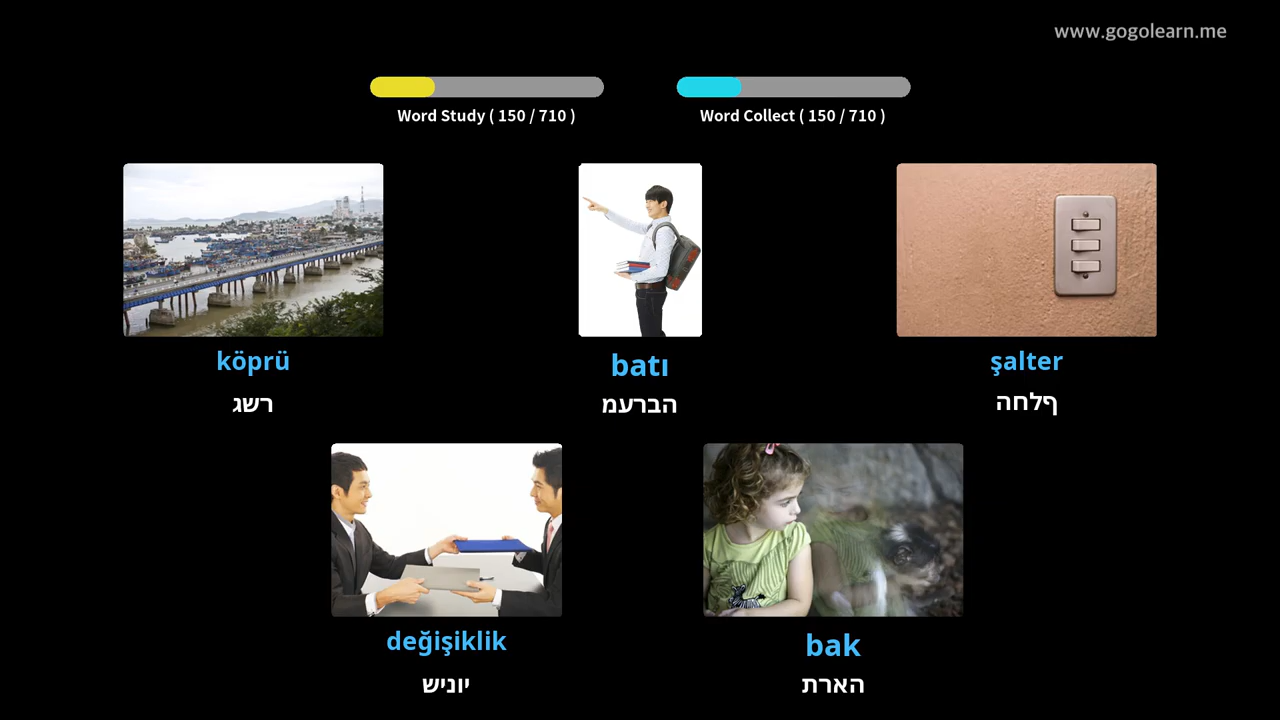 www.gogolearn.me
Word Study ( 150 / 710 )
Word Collect ( 150 / 710 )
köprü
רשג
batı
הברעמ
şalter
ףלחה
değişiklik
יוניש
bak
הארת